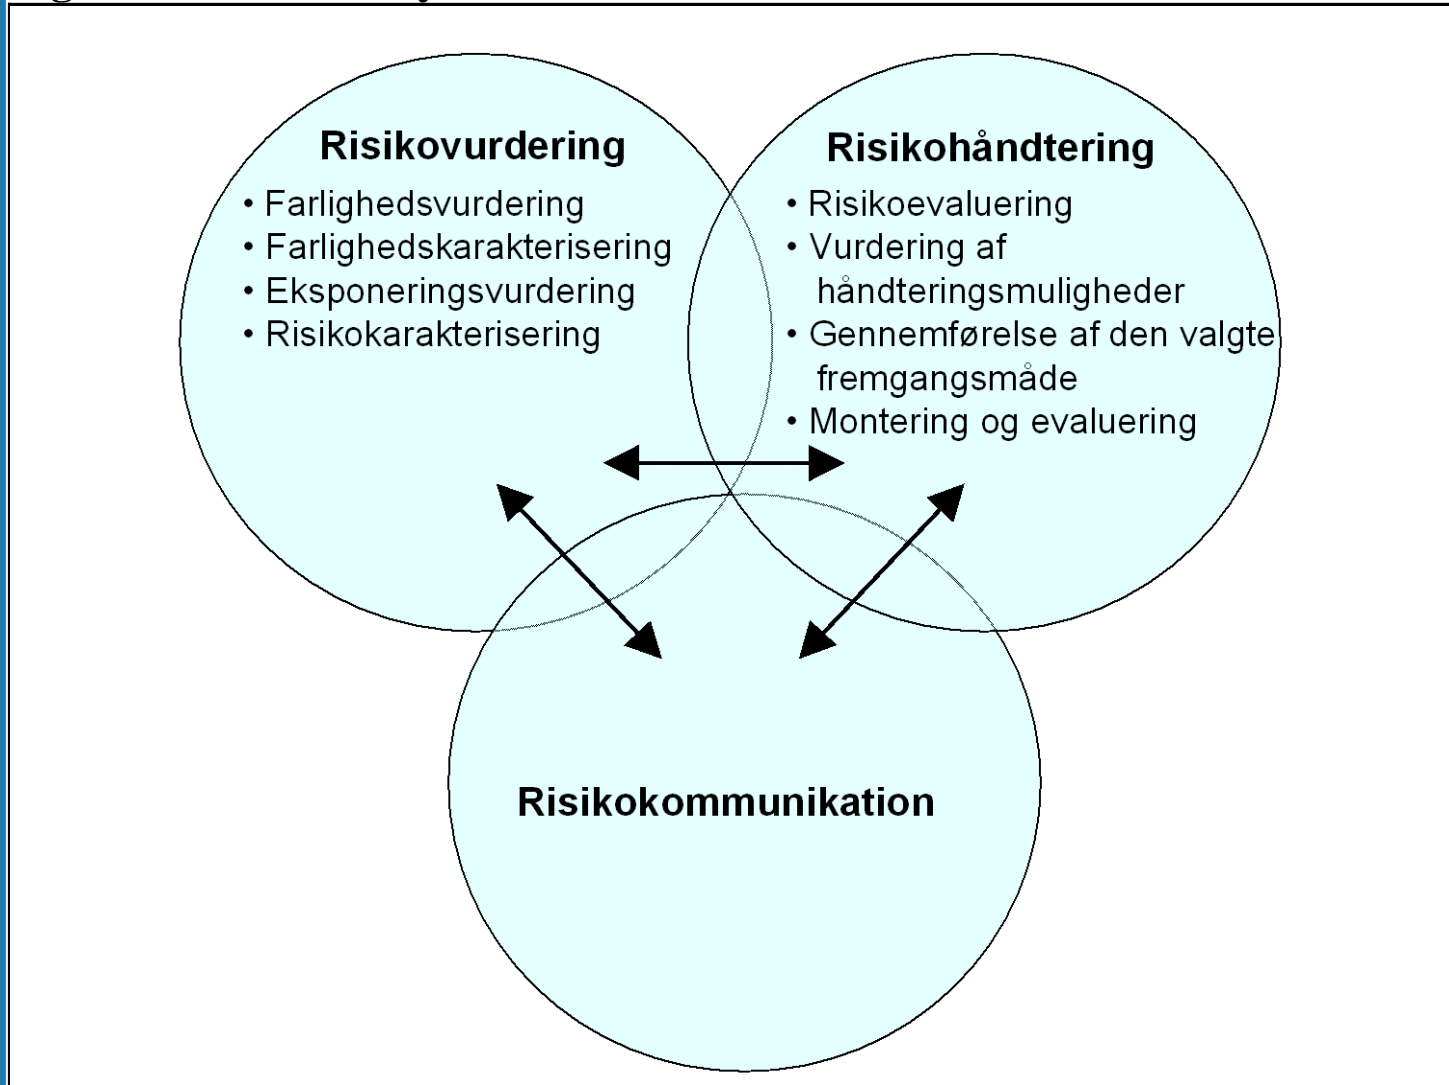 Risikovurdering
• Farlighedsvurdering
• Farlighedskarakterisering
• Eksponeringsvurdering
• Risikokarakterisering
Risikohåndtering
• Risikoevaluering
• Vurdering af
håndteringsmuligheder
• Gennemførelse af den valgte
fremgangsmåde
• Montering og evaluering
Risikokommunikation